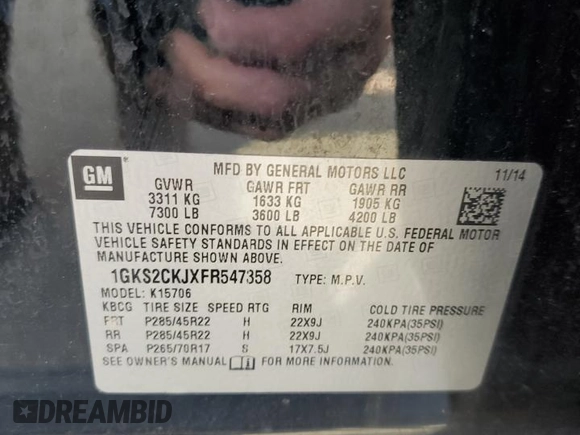 GM
MFD BY GENERAL MOTORS LLC
11/14
GVWR GAWR FRT GAWR RR
3311 KG 1633 KG 1905 KG
7300 LB 3600 LB 4200 LB
THIS VEHICLE CONFORMS TO ALL APPLICABLE U.S. FEDERAL MOTOR
VEHICLE SAFETY STANDARDS IN EFFECT ON THE DATE OF
MANUFACTURE SHOWN ABOVE.
1GKS2CKJXFR547358 TYPE: M.P.V.
MODEL: K15706
KBCG TIRE SIZE SPEED RTG RIM COLD TIRE PRESSURE
FRT P285/45R22 H 22X9J 240KPA(35PSI)
RR P285/45R22 H 22X9J 240KPA(35PSI)
SPA P265/70R17 S 17X7.5J 240KPA(35PSI)
SEE OWNER'S MANUAL FOR MORE INFORMATION.
DREAMBID